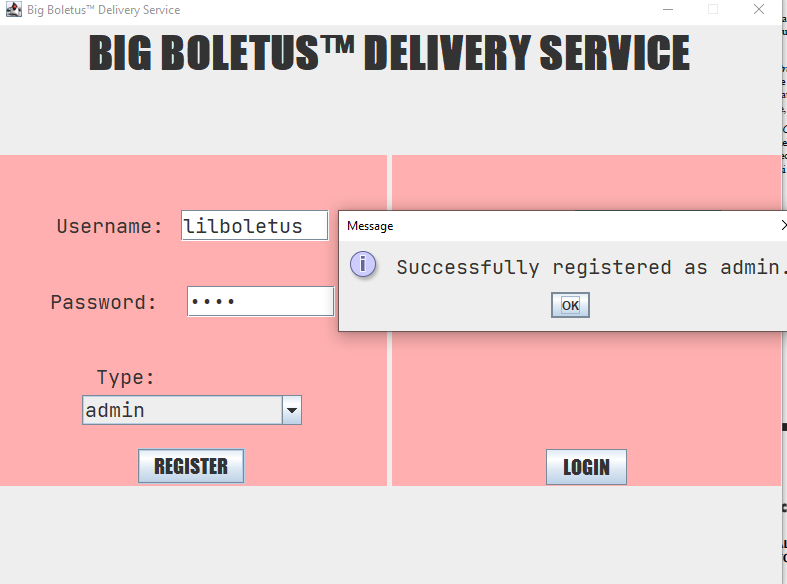 Big Boletus™ Delivery Service
BIG BOLETUS™ DELIVERY SERVICE
Username: lilboletus
Message
Successfully registered as admin.
OK
Password: ••••
Type:
admin
REGISTER
LOGIN